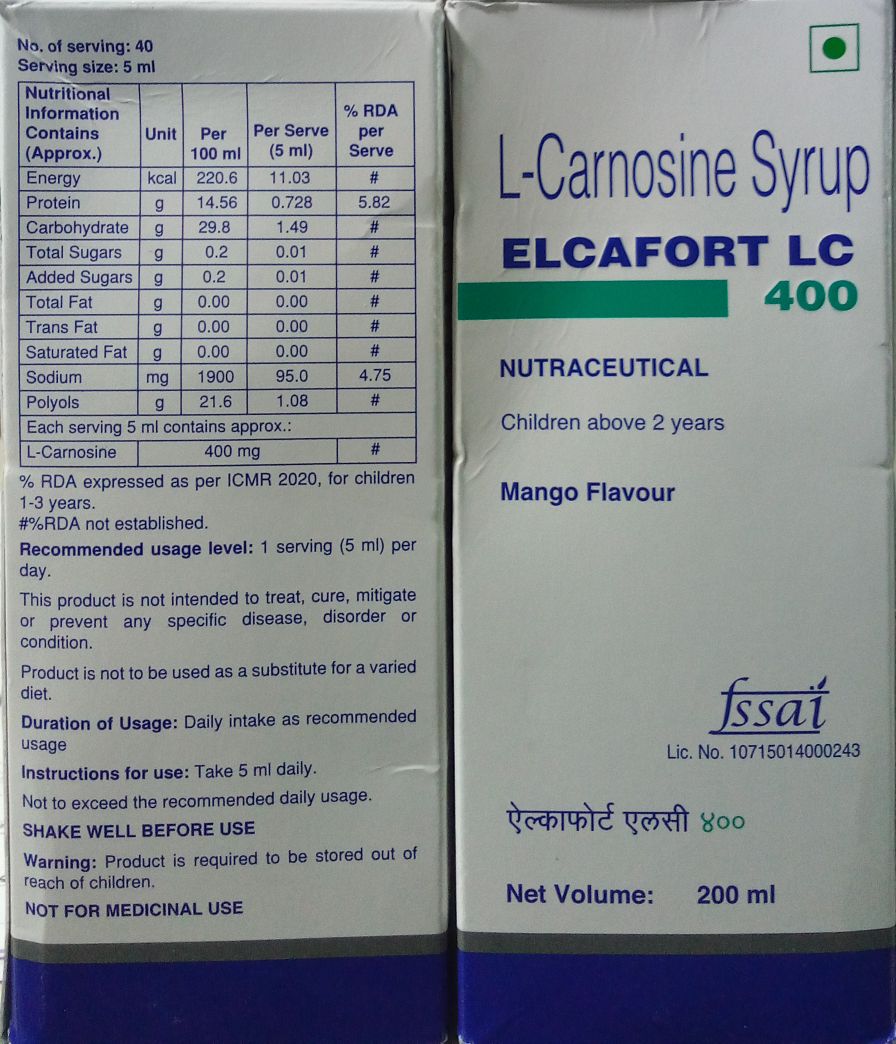 No. of serving: 40
Serving size: 5 ml
Nutritional Information Contains (Approx.) Unit Per 100 ml Per Serve (5 ml) % RDA per Serve
Energy kcal 220.6 11.03 #
Protein g 14.56 0.728 5.82
Carbohydrate g 29.8 1.49 #
Total Sugars g 0.2 0.01 #
Added Sugars g 0.2 0.01 #
Total Fat g 0.00 0.00 #
Trans Fat g 0.00 0.00 #
Saturated Fat g 0.00 0.00 #
Sodium mg 1900 95.0 4.75
Polyols g 21.6 1.08 #
Each serving 5 ml contains approx.:
L-Carnosine 400 mg #
% RDA expressed as per ICMR 2020, for children
1-3 years.
#%RDA not established.
Recommended usage level: 1 serving (5 ml) per
day.
This product is not intended to treat, cure, mitigate
or prevent any specific disease, disorder or
condition.
Product is not to be used as a substitute for a varied
diet.
Duration of Usage: Daily intake as recommended
usage
Instructions for use: Take 5 ml daily.
Not to exceed the recommended daily usage.
SHAKE WELL BEFORE USE
Warning: Product is required to be stored out of
reach of children.
NOT FOR MEDICINAL USE
L-Carnosine Syrup
ELCAFORT LC
400
NUTRACEUTICAL
Children above 2 years
Mango Flavour
fssai
Lic. No. 10715014000243
ऐल्काफोर्ट एलसी ४००
Net Volume: 200 ml